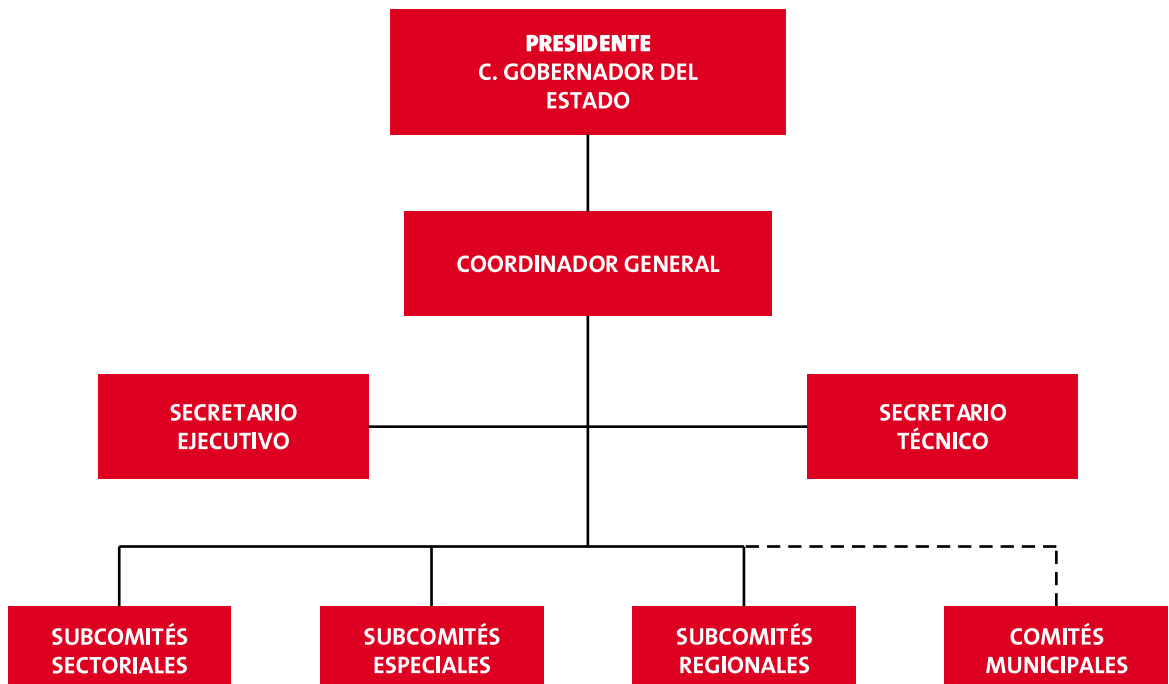 PRESIDENTE
C. GOBERNADOR DEL
ESTADO
COORDINADOR GENERAL
SECRETARIO
EJECUTIVO
SECRETARIO
TÉCNICO
SUBCOMITÉS
SECTORIALES
SUBCOMITÉS
ESPECIALES
SUBCOMITÉS
REGIONALES
COMITÉS
MUNICIPALES